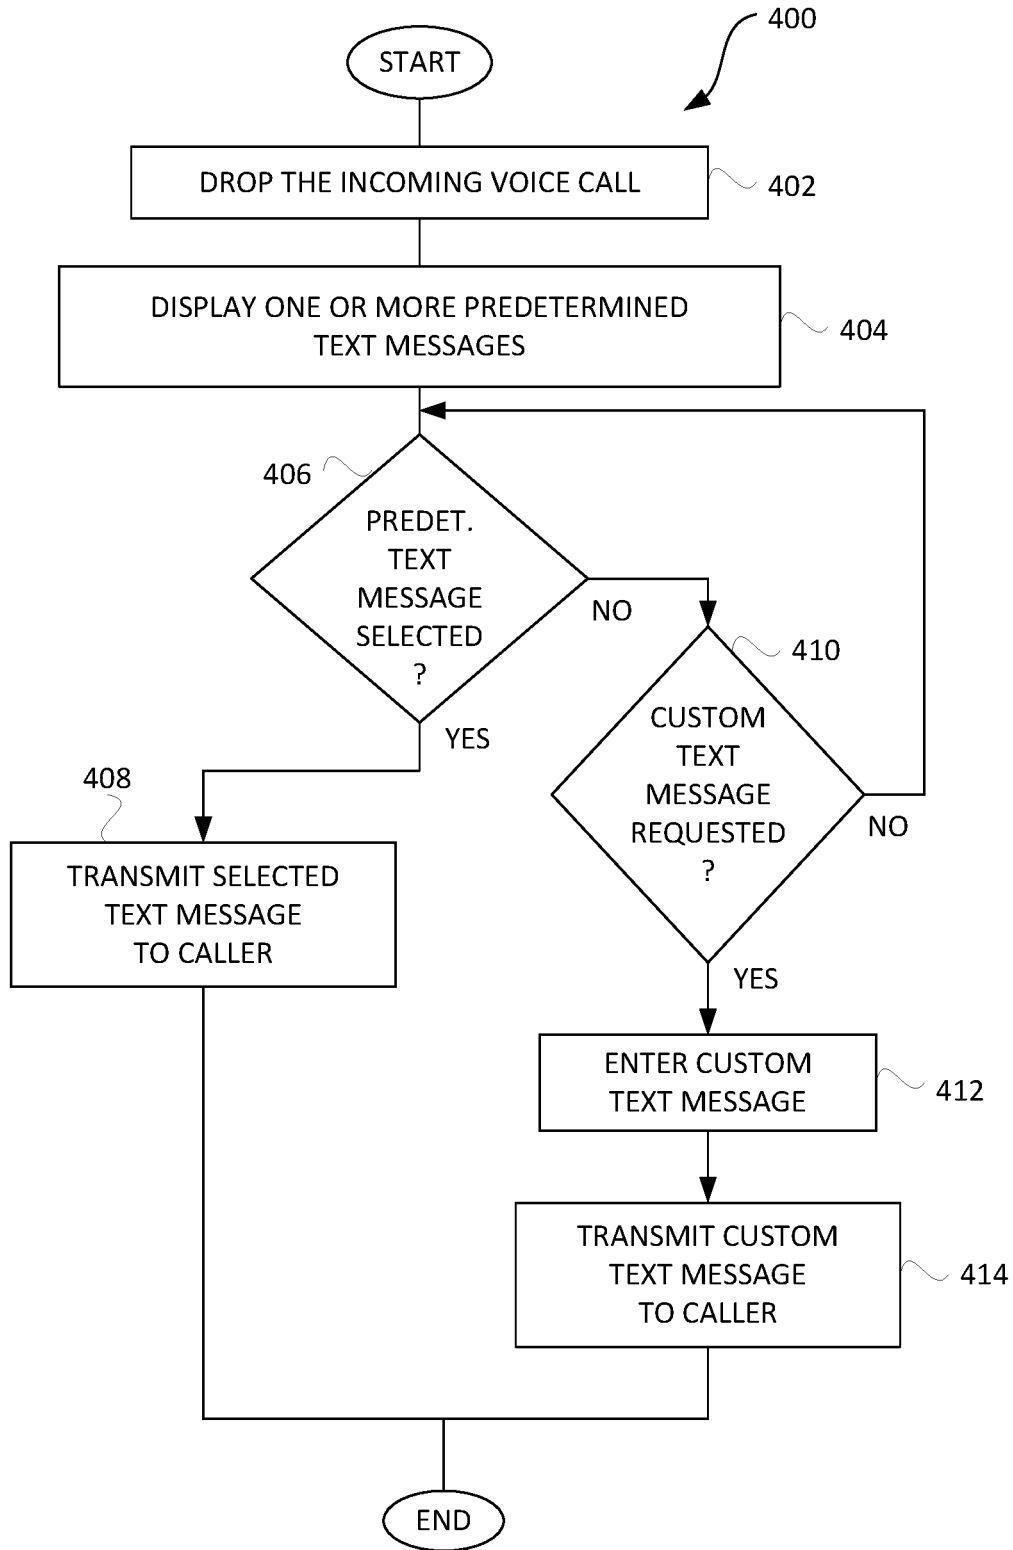 400
START
DROP THE INCOMING VOICE CALL
402
DISPLAY ONE OR MORE PREDETERMINED
TEXT MESSAGES
404
406
PREDET.
TEXT
MESSAGE
SELECTED
?
NO
YES
410
CUSTOM
TEXT
MESSAGE
REQUESTED
?
NO
YES
408
TRANSMIT SELECTED
TEXT MESSAGE
TO CALLER
ENTER CUSTOM
TEXT MESSAGE
412
TRANSMIT CUSTOM
TEXT MESSAGE
TO CALLER
414
END